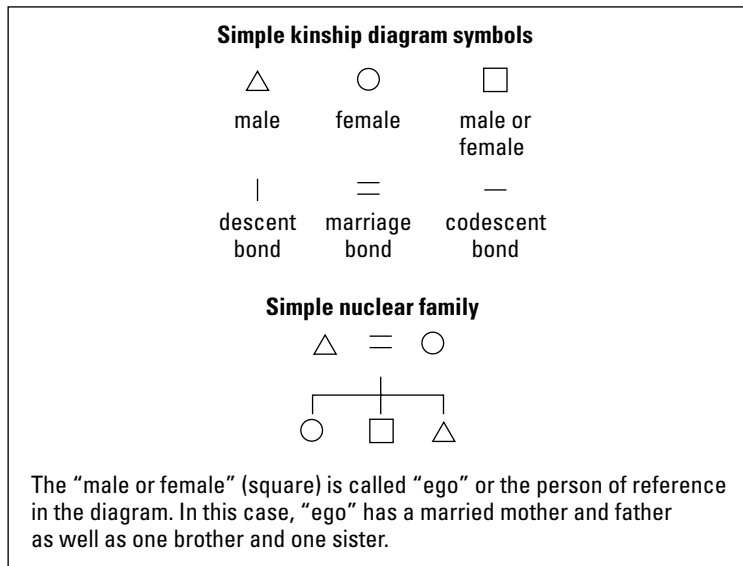 Simple kinship diagram symbols
male female male or
female
descent marriage codescent
bond bond bond
Simple nuclear family
The “male or female” (square) is called “ego” or the person of reference
in the diagram. In this case, “ego” has a married mother and father
as well as one brother and one sister.